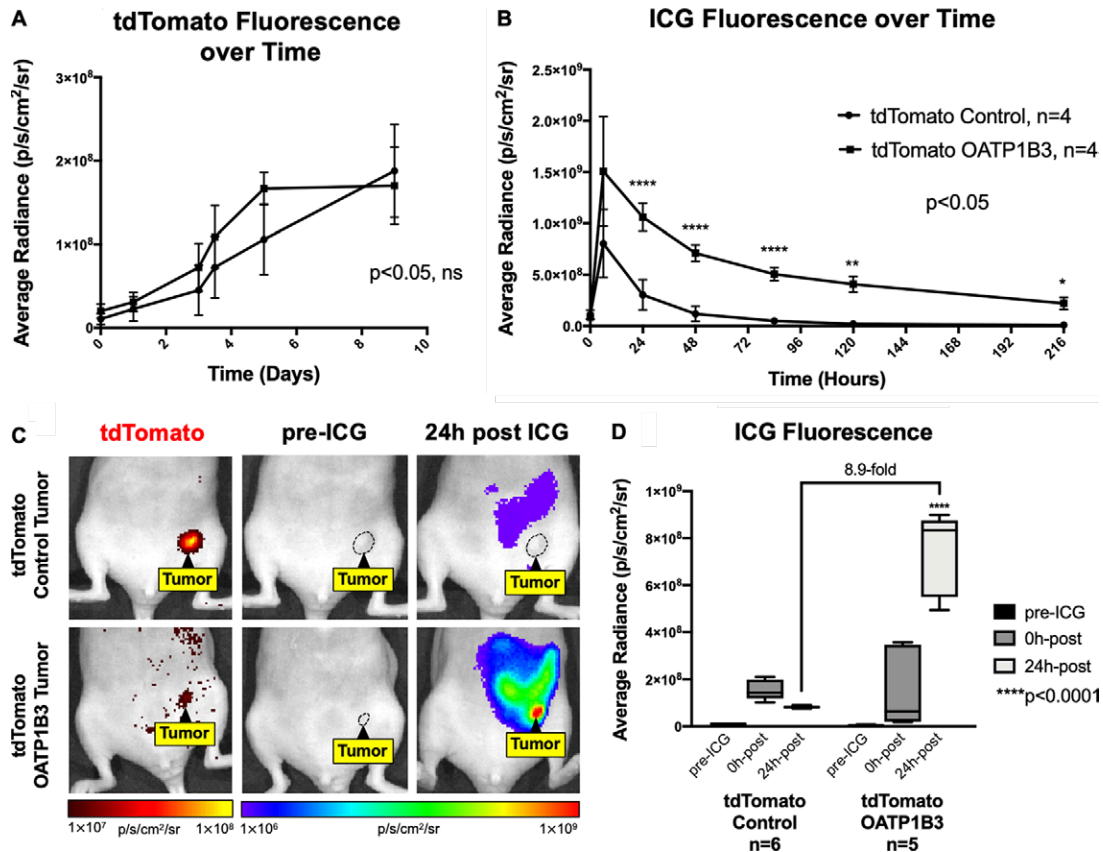 A
tdTomato Fluorescence
over Time
Average Radiance (p/s/cm²/sr)
3×10⁸
2×10⁸
1×10⁸
0
0
2
4
6
8
10
p<0.05, ns
Time (Days)
B
ICG Fluorescence over Time
Average Radiance (p/s/cm²/sr)
2.5×10⁹
2.0×10⁹
1.5×10⁹
1.0×10⁹
5.0×10⁸
0.0
0
24
48
72
96
120
144
168
192
216
****
****
****
**
*
tdTomato Control, n=4
tdTomato OATP1B3, n=4
p<0.05
Time (Hours)
C
tdTomato
pre-ICG
24h post ICG
tdTomato
Control Tumor
Tumor
Tumor
Tumor
tdTomato
OATP1B3 Tumor
Tumor
Tumor
Tumor
1×10⁷
p/s/cm²/sr
1×10⁸
1×10⁶
p/s/cm²/sr
1×10⁹
D
ICG Fluorescence
8.9-fold
****
Average Radiance (p/s/cm²/sr)
1×10⁹
8×10⁸
6×10⁸
4×10⁸
2×10⁸
0
pre-ICG
0h-post
24h-post
pre-ICG
0h-post
24h-post
tdTomato
Control
n=6
tdTomato
OATP1B3
n=5
pre-ICG
0h-post
24h-post
****p<0.0001